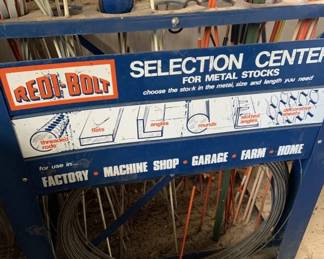 REDI-BOLT
SELECTION CENTER
FOR METAL STOCKS
choose the stock in the metal, size and length you need
threaded rods
flats
angles
rounds
slotted angles
for use in...
FACTORY • MACHINE SHOP • GARAGE • FARM • HOME